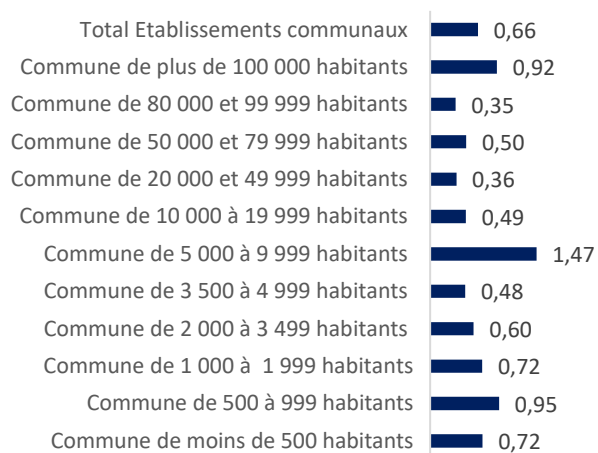 Total Etablissements communaux 0,66
Commune de plus de 100 000 habitants 0,92
Commune de 80 000 et 99 999 habitants 0,35
Commune de 50 000 et 79 999 habitants 0,50
Commune de 20 000 et 49 999 habitants 0,36
Commune de 10 000 à 19 999 habitants 0,49
Commune de 5 000 à 9 999 habitants 1,47
Commune de 3 500 à 4 999 habitants 0,48
Commune de 2 000 à 3 499 habitants 0,60
Commune de 1 000 à 1 999 habitants 0,72
Commune de 500 à 999 habitants 0,95
Commune de moins de 500 habitants 0,72